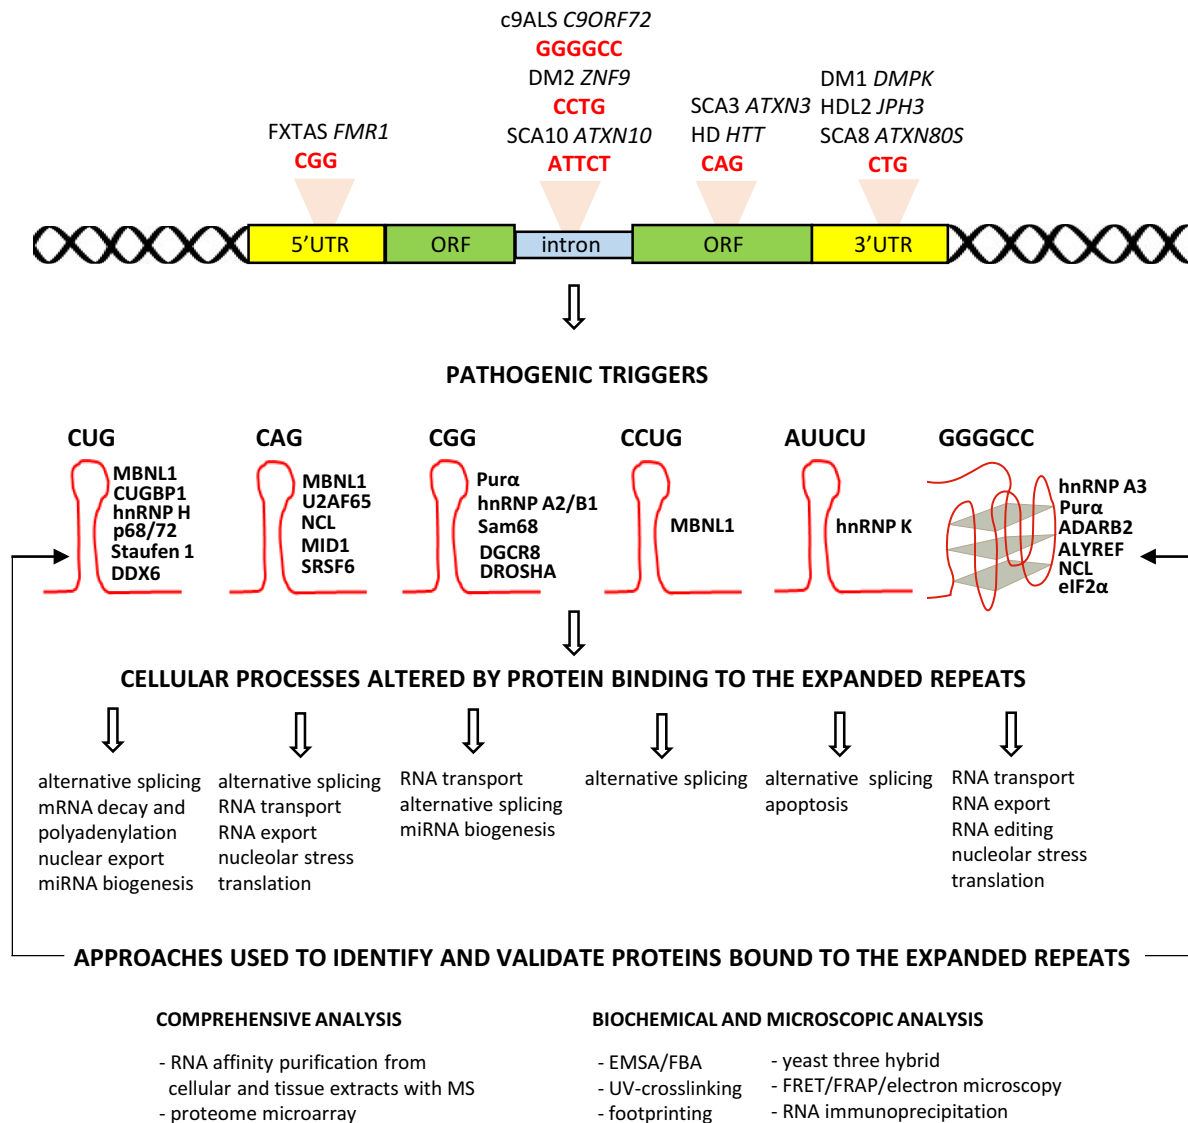 c9ALS C9ORF72
GGGGCC
DM2 ZNF9
CCTG
SCA10 ATXN10
ATTCT
FXTAS FMR1
CGG
SCA3 ATXN3
HD HTT
CAG
DM1 DMPK
HDL2 JPH3
SCA8 ATXN80S
CTG
5'UTR ORF intron ORF 3'UTR
PATHOGENIC TRIGGERS
CUG
MBNL1
CUGBP1
hnRNP H
p68/72
Staufen 1
DDX6
CAG
MBNL1
U2AF65
NCL
MID1
SRSF6
CGG
Purα
hnRNP A2/B1
Sam68
DGCR8
DROSHA
CCUG
MBNL1
AUUCU
hnRNP K
GGGGCC
hnRNP A3
Purα
ADARB2
ALYREF
NCL
eIF2α
CELLULAR PROCESSES ALTERED BY PROTEIN BINDING TO THE EXPANDED REPEATS
alternative splicing
mRNA decay and
polyadenylation
nuclear export
miRNA biogenesis
alternative splicing
RNA transport
RNA export
nucleolar stress
translation
RNA transport
alternative splicing
miRNA biogenesis
alternative splicing
alternative splicing
apoptosis
RNA transport
RNA export
RNA editing
nucleolar stress
translation
APPROACHES USED TO IDENTIFY AND VALIDATE PROTEINS BOUND TO THE EXPANDED REPEATS
COMPREHENSIVE ANALYSIS
- RNA affinity purification from
cellular and tissue extracts with MS
- proteome microarray
BIOCHEMICAL AND MICROSCOPIC ANALYSIS
- EMSA/FBA
- UV-crosslinking
- footprinting
- yeast three hybrid
- FRET/FRAP/electron microscopy
- RNA immunoprecipitation